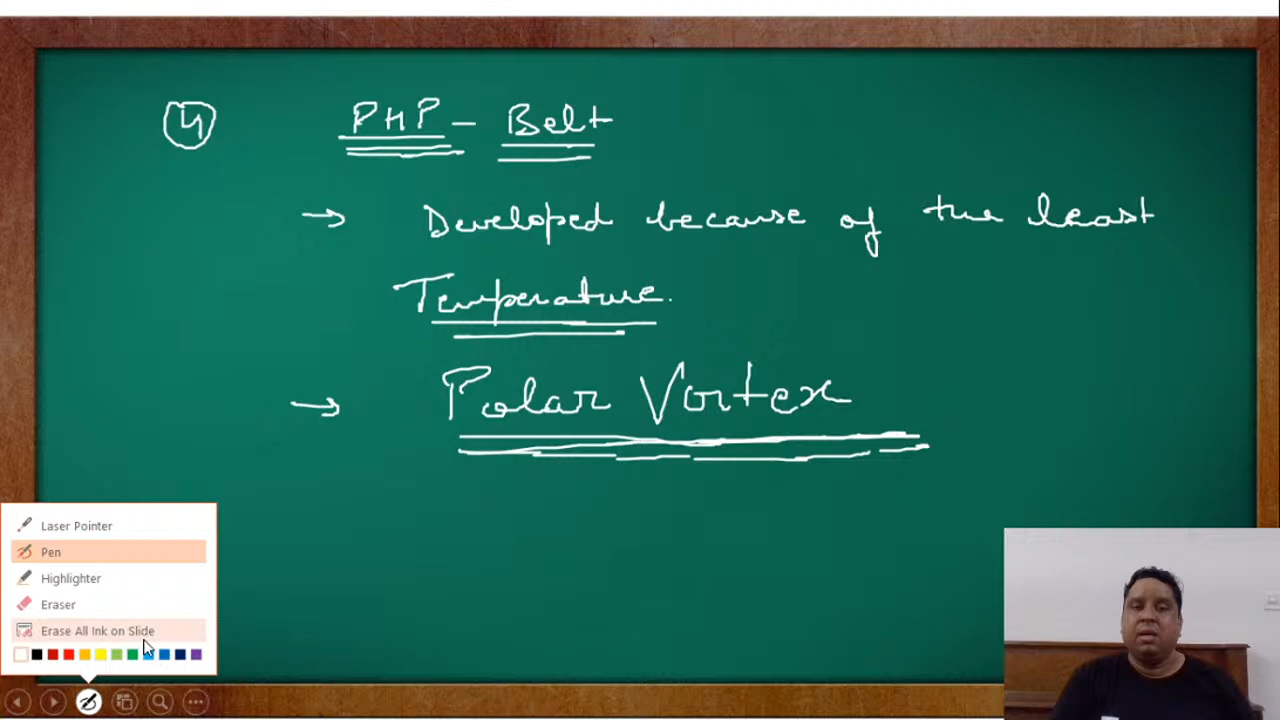 4 PHP - Belt
→ Developed because of the least
Temperature.
→ Polar Vortex
Laser Pointer
Pen
Highlighter
Eraser
Erase All Ink on Slide